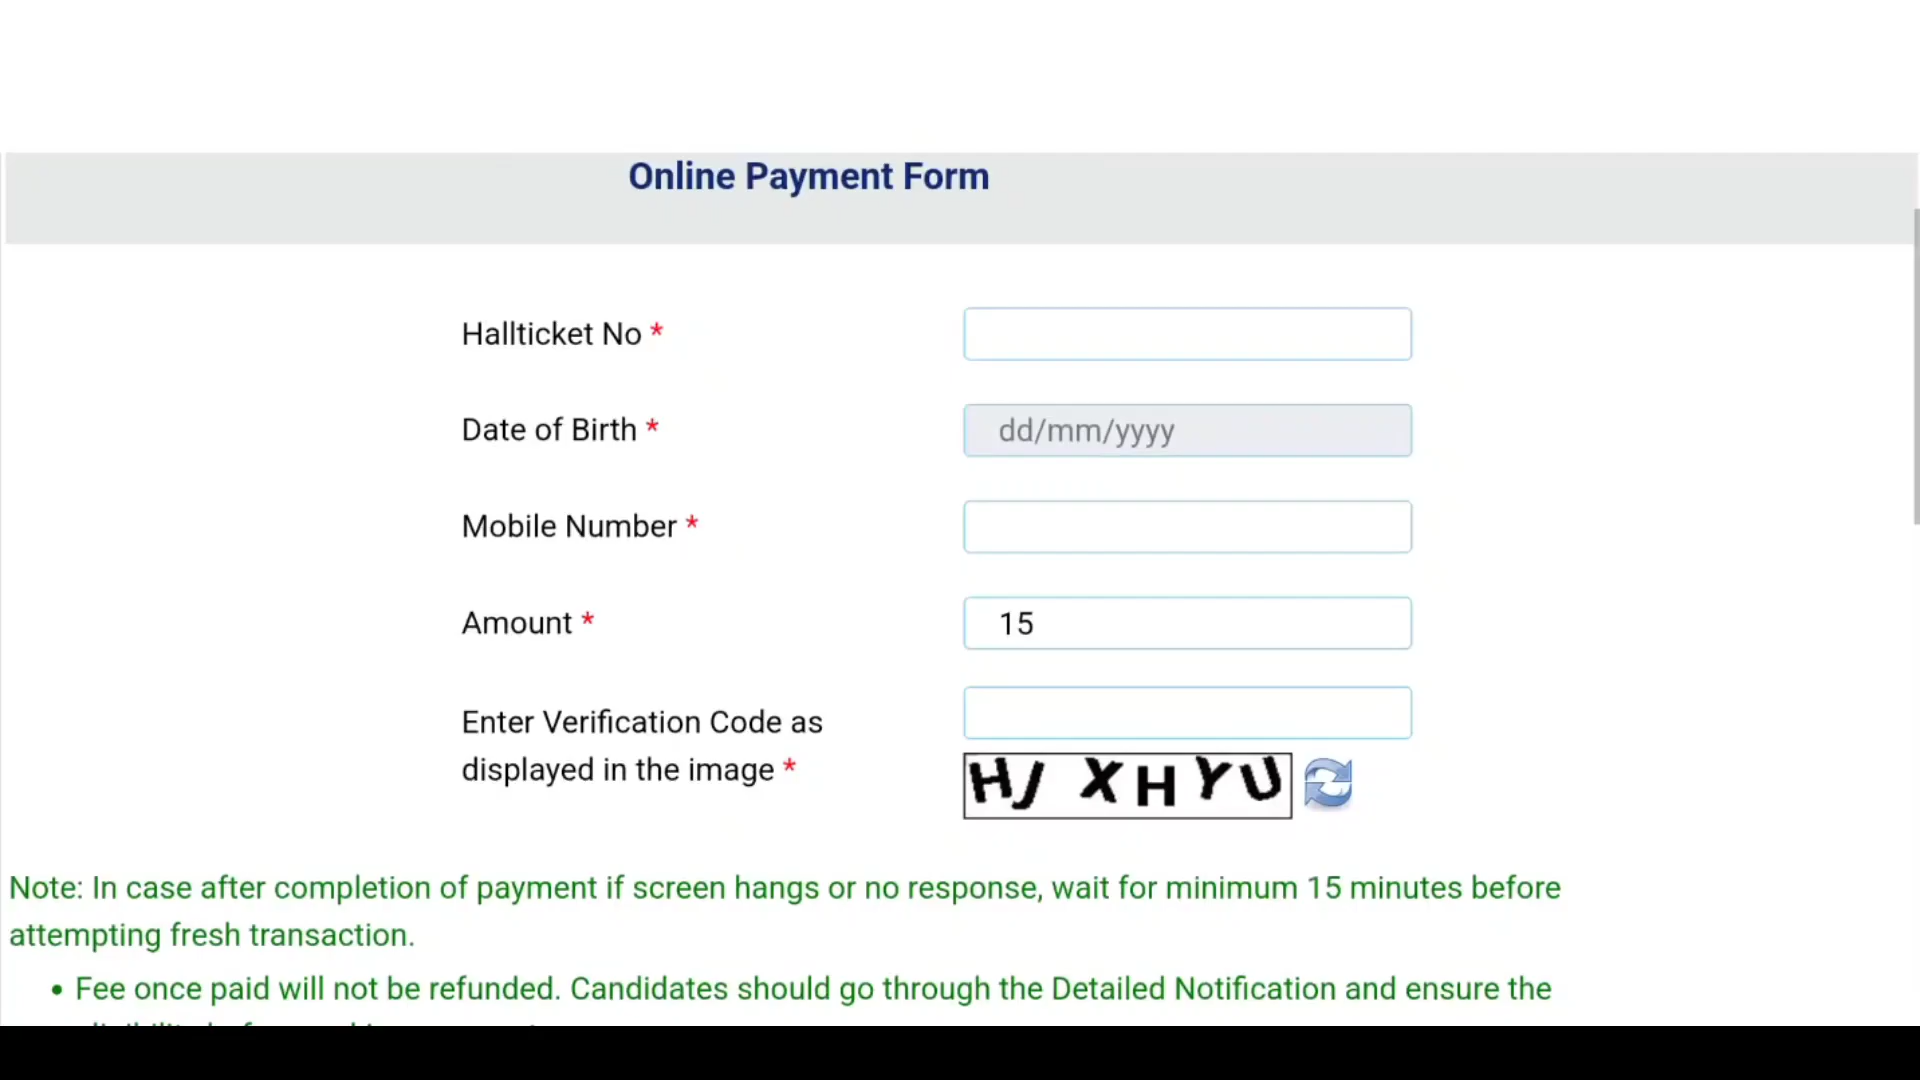 Online Payment Form
Hallticket No *
Date of Birth * dd/mm/yyyy
Mobile Number *
Amount * 15
Enter Verification Code as
displayed in the image *
HJ XHYU
Note: In case after completion of payment if screen hangs or no response, wait for minimum 15 minutes before
attempting fresh transaction.
• Fee once paid will not be refunded. Candidates should go through the Detailed Notification and ensure the